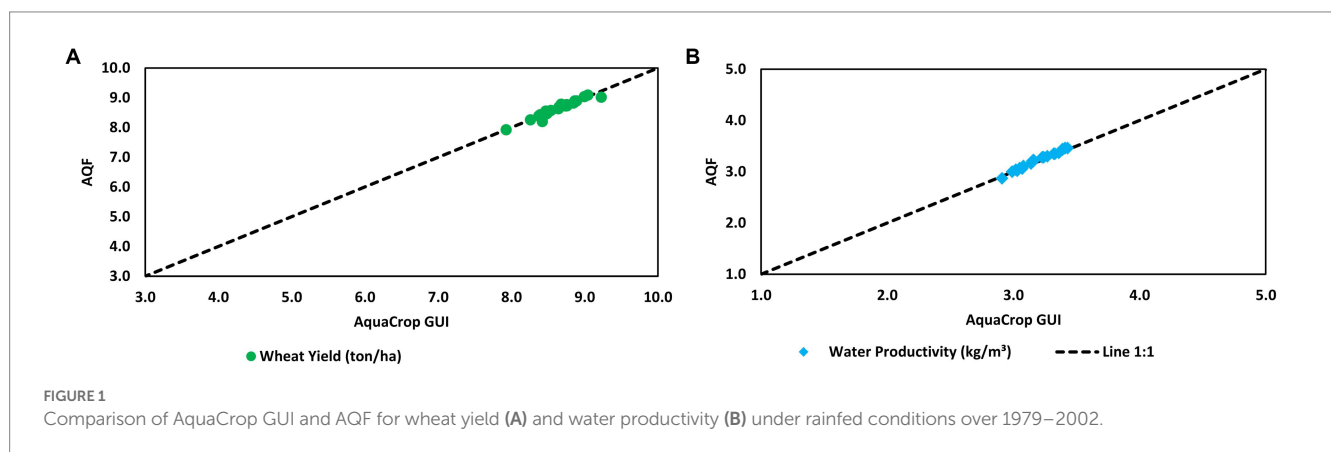 A
10.0
9.0
8.0
7.0
6.0
5.0
4.0
3.0
AQF
3.0 4.0 5.0 6.0 7.0 8.0 9.0 10.0
AquaCrop GUI
Wheat Yield (ton/ha)
B
5.0
4.0
3.0
2.0
1.0
AQF
1.0 2.0 3.0 4.0 5.0
AquaCrop GUI
Water Productivity (kg/m³) Line 1:1
FIGURE 1
Comparison of AquaCrop GUI and AQF for wheat yield (A) and water productivity (B) under rainfed conditions over 1979–2002.